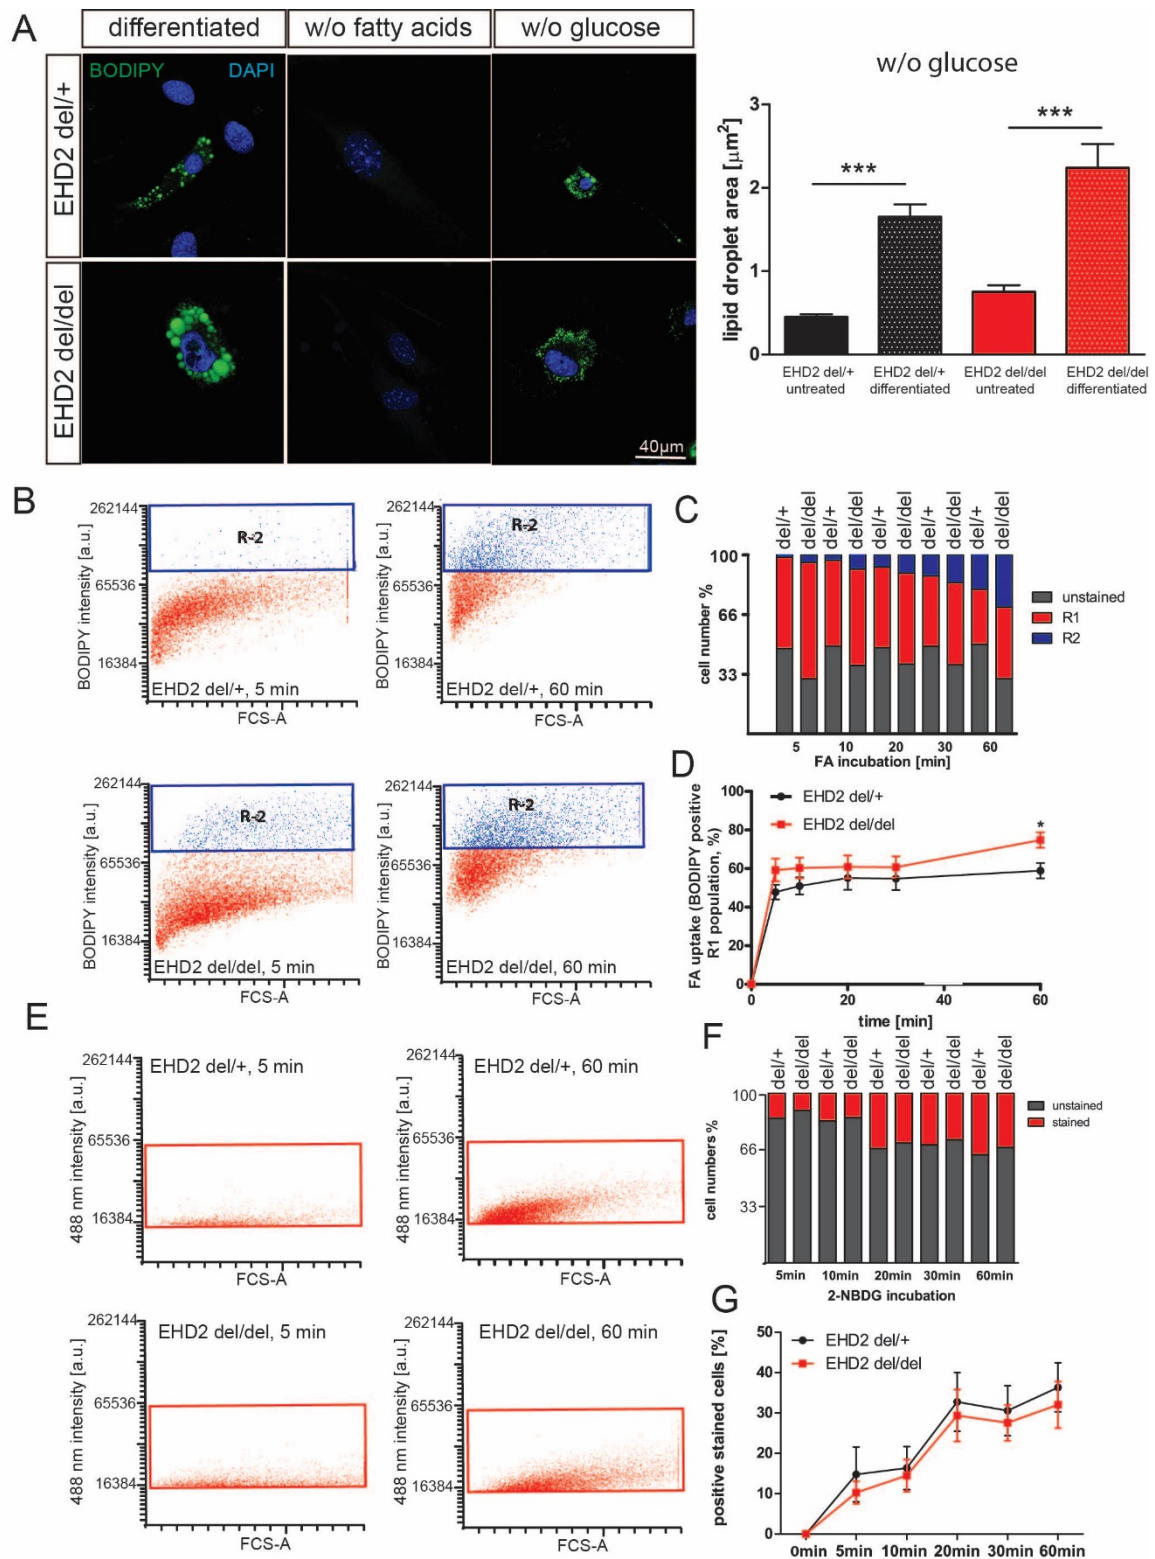 A
differentiated
w/o fatty acids
w/o glucose
EHD2 del/+
EHD2 del/del
BODIPY
DAPI
40µm
w/o glucose
lipid droplet area [µm²]
3
2
1
0
***
***
EHD2 del/+ untreated
EHD2 del/+ differentiated
EHD2 del/del untreated
EHD2 del/del differentiated
B
BODIPY intensity [a.u.]
262144
65536
16384
R-2
EHD2 del/+, 5 min
FCS-A
BODIPY intensity [a.u.]
262144
65536
16384
R-2
EHD2 del/+, 60 min
FCS-A
BODIPY intensity [a.u.]
262144
65536
16384
R-2
EHD2 del/del, 5 min
FCS-A
BODIPY intensity [a.u.]
262144
65536
16384
R-2
EHD2 del/del, 60 min
FCS-A
C
del/+ del/del del/+ del/del del/+ del/del del/+ del/del del/+ del/del
cell number %
100
66
33
unstained
R1
R2
5 10 20 30 60
FA incubation [min]
D
FA uptake (BODIPY positive
R1 population, %)
100
80
60
40
20
0
EHD2 del/+
EHD2 del/del
*
0 20 40 60
time [min]
E
488 nm intensity [a.u.]
262144
65536
16384
EHD2 del/+, 5 min
FCS-A
488 nm intensity [a.u.]
262144
65536
16384
EHD2 del/+, 60 min
FCS-A
488 nm intensity [a.u.]
262144
65536
16384
EHD2 del/del, 5 min
FCS-A
488 nm intensity [a.u.]
262144
65536
16384
EHD2 del/del, 60 min
FCS-A
F
del/+ del/del del/+ del/del del/+ del/del del/+ del/del del/+ del/del
cell numbers %
100
66
33
unstained
stained
5min 10min 20min 30min 60min
2-NBDG incubation
G
positive stained cells [%]
50
40
30
20
10
0
EHD2 del/+
EHD2 del/del
0min 5min 10min 20min 30min 60min